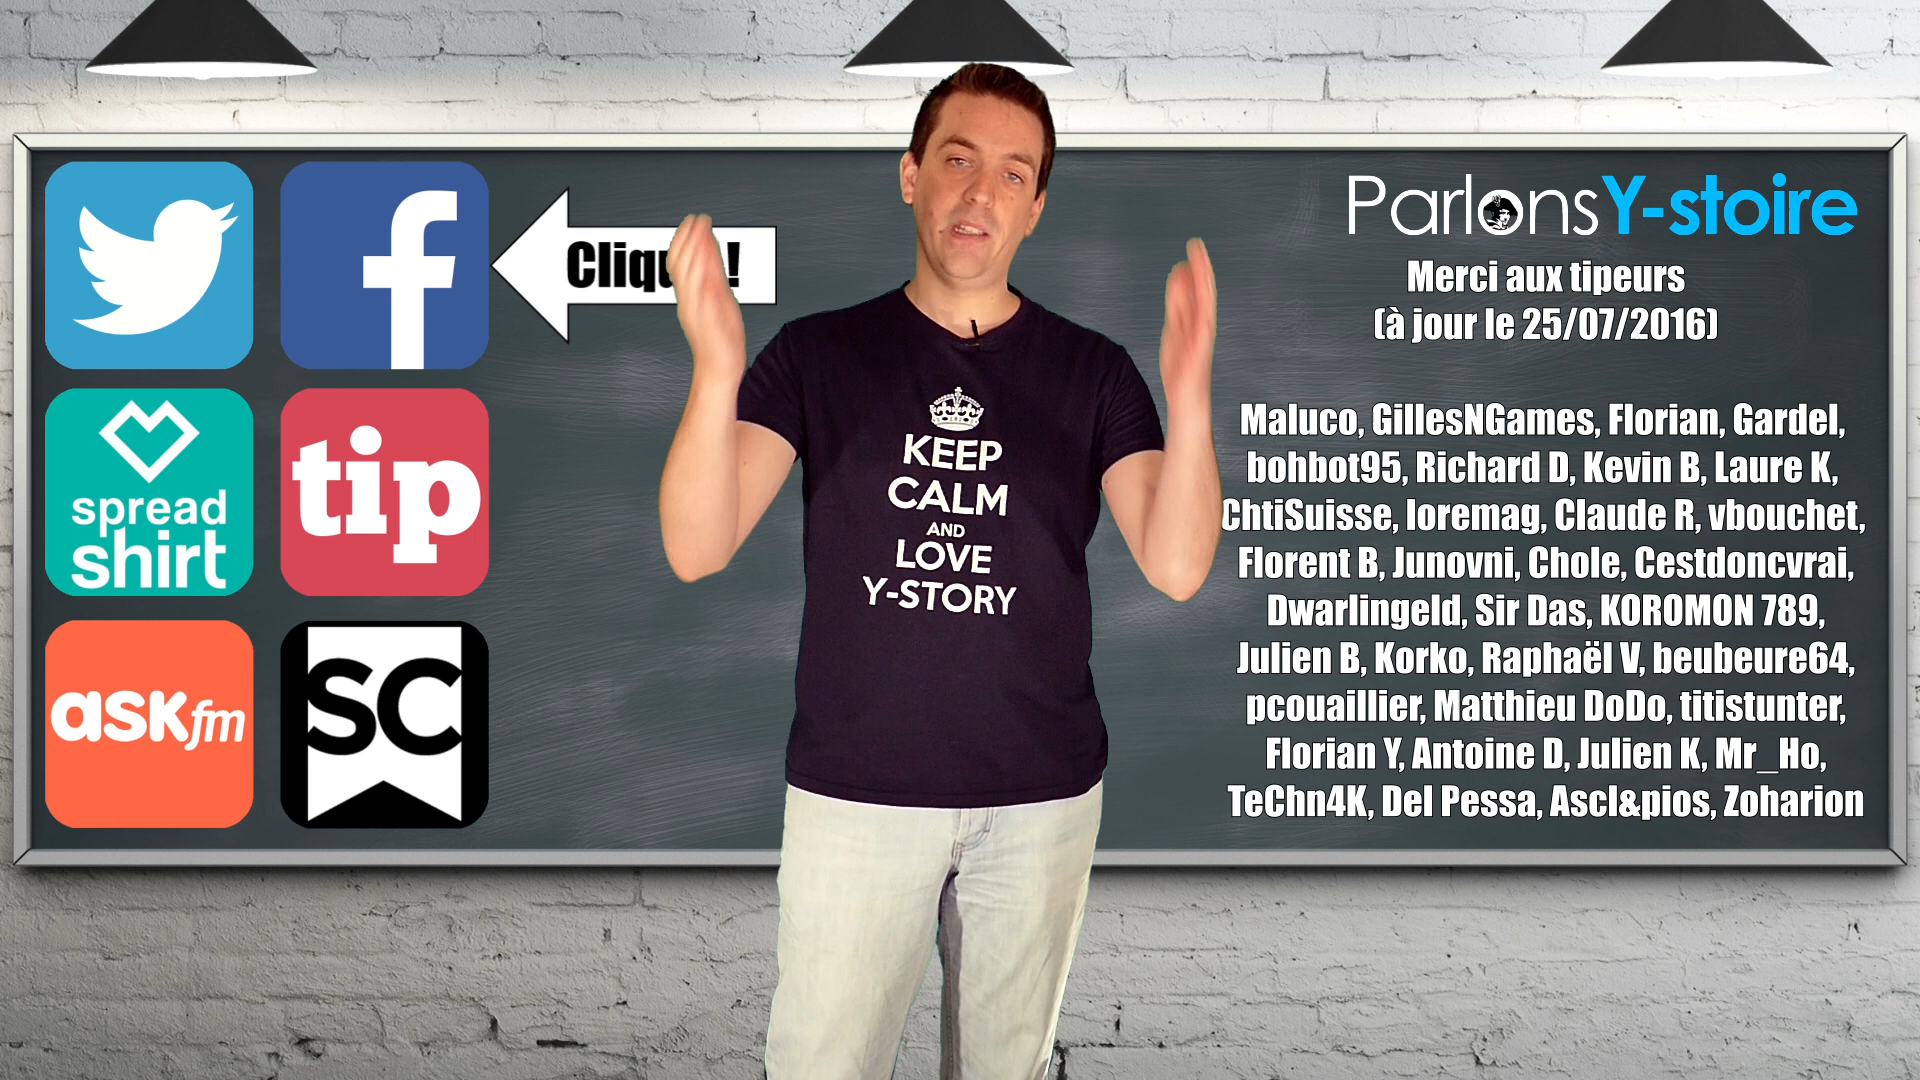 f
Cliqu !
spread
shirt
tip
askfm
SC
KEEP
CALM
AND
LOVE
Y-STORY
Parlons Y-stoire
Merci aux tipeurs
(à jour le 25/07/2016)
Maluco, GillesNGames, Florian, Gardel,
bohbot95, Richard D, Kevin B, Laure K,
ChtiSuisse, loremag, Claude R, vbouchet,
Florent B, Junovni, Chole, Cestdoncvrai,
Dwarlingeld, Sir Das, KOROMON 789,
Julien B, Korko, Raphaël V, beubeure64,
pcouaillier, Matthieu DoDo, titistunter,
Florian Y, Antoine D, Julien K, Mr_Ho,
TeChn4K, Del Pessa, Ascl&pios, Zoharion